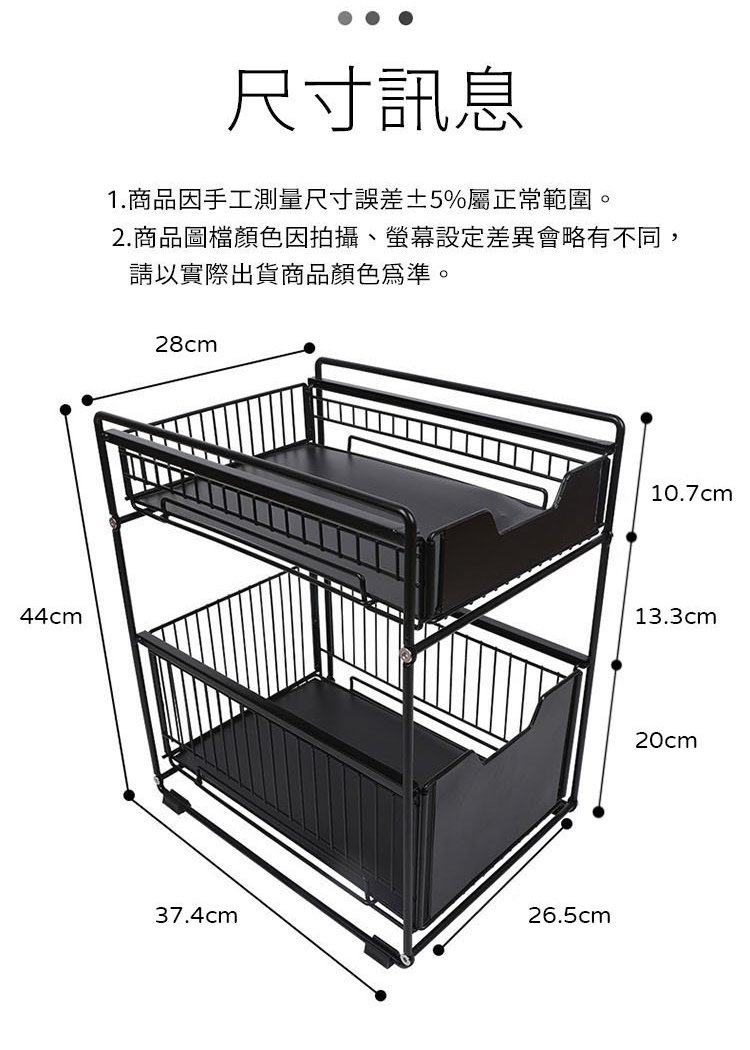 尺寸訊息
1.商品因手工測量尺寸誤差±5%屬正常範圍。
2.商品圖檔顏色因拍攝、螢幕設定差異會略有不同，
請以實際出貨商品顏色爲準。
28cm
10.7cm
44cm
13.3cm
20cm
37.4cm
26.5cm